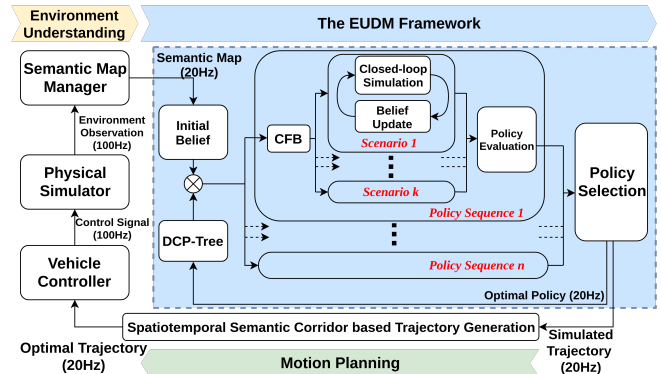 Environment
Understanding
The EUDM Framework
Semantic Map
Manager
Semantic Map
(20Hz)
Environment
Observation
(100Hz)
Physical
Simulator
Control Signal
(100Hz)
Vehicle
Controller
Initial
Belief
DCP-Tree
CFB
Closed-loop
Simulation
Belief
Update
Scenario 1
Scenario k
Policy
Evaluation
Policy Sequence 1
Policy Sequence n
Policy
Selection
Optimal Policy (20Hz)
Spatiotemporal Semantic Corridor based Trajectory Generation
Optimal Trajectory
(20Hz)
Simulated
Trajectory
(20Hz)
Motion Planning